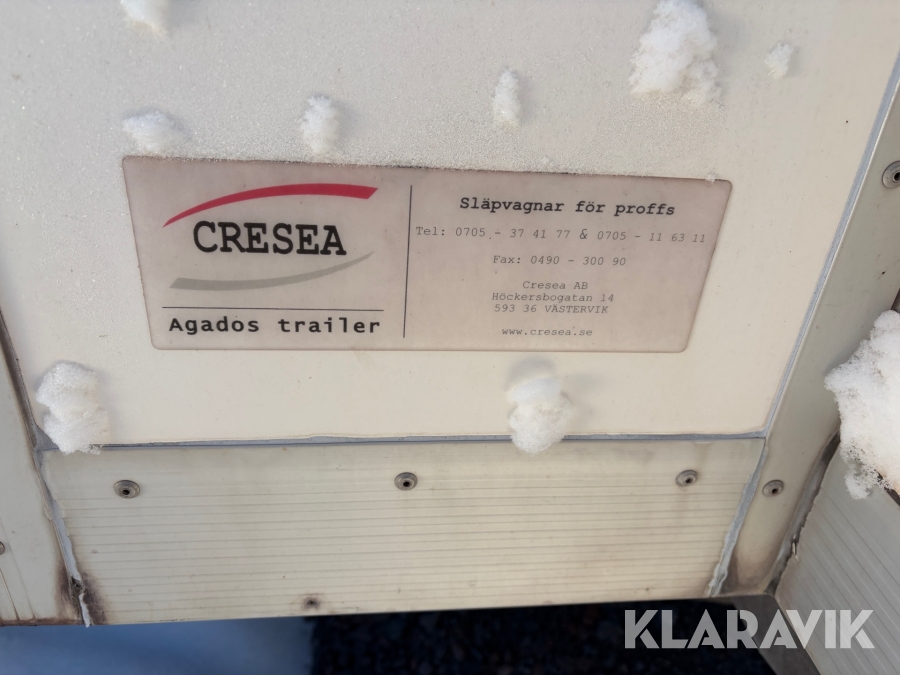 CRESEA
Agados trailer
Släpvagnar för proffs
Tel: 0705 - 37 41 77 & 0705 - 11 63 11
Fax: 0490 - 300 90
Cresea AB
Höckersbogatan 14
593 36 VÄSTERVIK
www.cresea.se
KLARAVIK